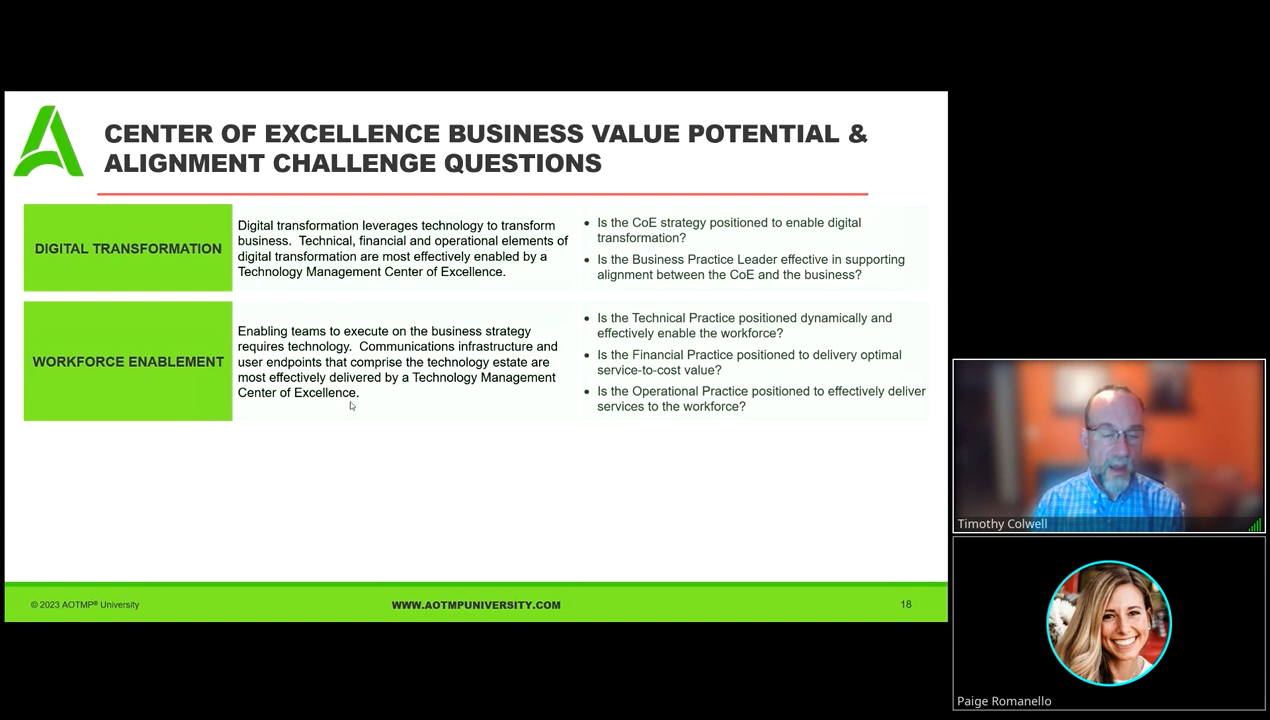 CENTER OF EXCELLENCE BUSINESS VALUE POTENTIAL &
ALIGNMENT CHALLENGE QUESTIONS
DIGITAL TRANSFORMATION
Digital transformation leverages technology to transform
business. Technical, financial and operational elements of
digital transformation are most effectively enabled by a
Technology Management Center of Excellence.
• Is the CoE strategy positioned to enable digital
transformation?
• Is the Business Practice Leader effective in supporting
alignment between the CoE and the business?
WORKFORCE ENABLEMENT
Enabling teams to execute on the business strategy
requires technology. Communications infrastructure and
user endpoints that comprise the technology estate are
most effectively delivered by a Technology Management
Center of Excellence.
• Is the Technical Practice positioned dynamically and
effectively enable the workforce?
• Is the Financial Practice positioned to delivery optimal
service-to-cost value?
• Is the Operational Practice positioned to effectively deliver
services to the workforce?
© 2023 AOTMP® University
WWW.AOTMPUNIVERSITY.COM
18
Timothy Colwell
Paige Romanello